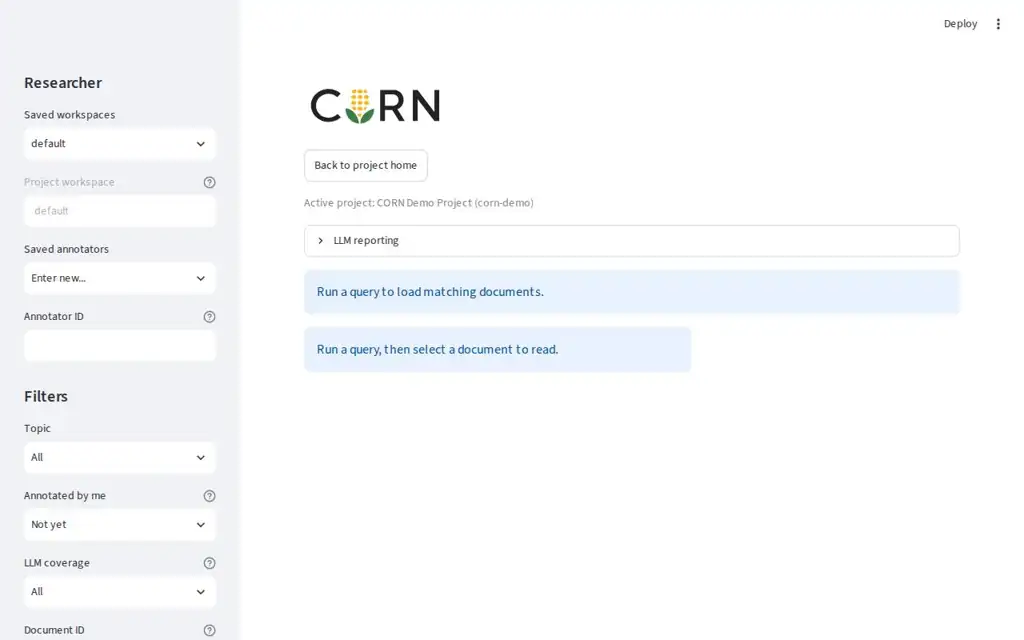 Deploy
Researcher
Saved workspaces
default
Project workspace
default
Saved annotators
Enter new...
Annotator ID
Filters
Topic
All
Annotated by me
Not yet
LLM coverage
All
Document ID
CORN
Back to project home
Active project: CORN Demo Project (corn-demo)
LLM reporting
Run a query to load matching documents.
Run a query, then select a document to read.